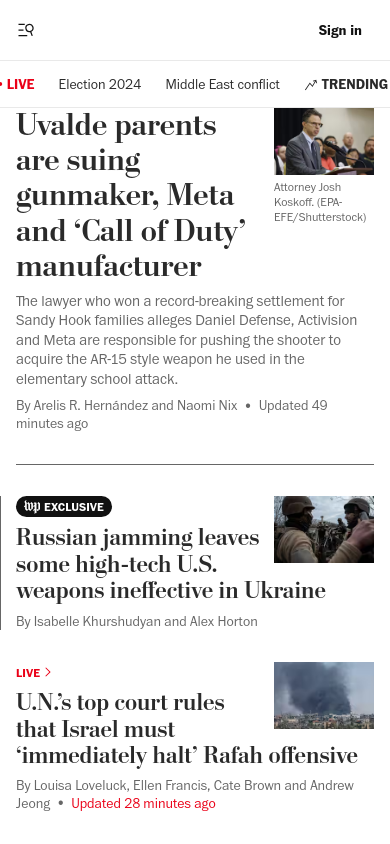 Sign in
LIVE Election 2024 Middle East conflict TRENDING
Uvalde parents
are suing
gunmaker, Meta
and ‘Call of Duty’
manufacturer
Attorney Josh
Koskoff. (EPA-
EFE/Shutterstock)
The lawyer who won a record-breaking settlement for
Sandy Hook families alleges Daniel Defense, Activision
and Meta are responsible for pushing the shooter to
acquire the AR-15 style weapon he used in the
elementary school attack.
By Arelis R. Hernández and Naomi Nix • Updated 49
minutes ago
wp EXCLUSIVE
Russian jamming leaves
some high-tech U.S.
weapons ineffective in Ukraine
By Isabelle Khurshudyan and Alex Horton
LIVE
U.N.’s top court rules
that Israel must
‘immediately halt’ Rafah offensive
By Louisa Loveluck, Ellen Francis, Cate Brown and Andrew
Jeong • Updated 28 minutes ago